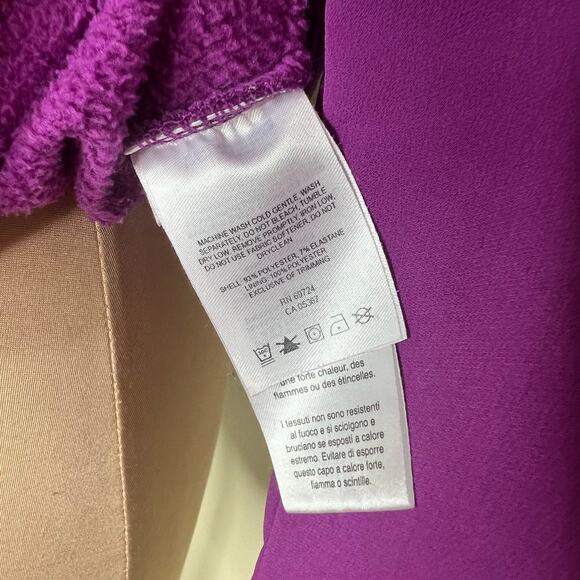 MACHINE WASH COLD GENTLE. WASH
SEPARATELY. DO NOT BLEACH, TUMBLE
DRY LOW. REMOVE PROMPTLY. IRON LOW.
DO NOT USE FABRIC SOFTENER, DO NOT
DRYCLEAN
SHELL: 93% POLYESTER, 7% ELASTANE
LINING: 100% POLYESTER
EXCLUSIVE OF TRIMMING
RN 69724
CA 05367
une forte chaleur, des
flammes ou des étincelles.
I tessuti non sono resistenti
al fuoco e si sciolgono e
bruciano se esposti a calore
estremo. Evitare di esporre
questo capo a calore forte,
fiamma o scintille.